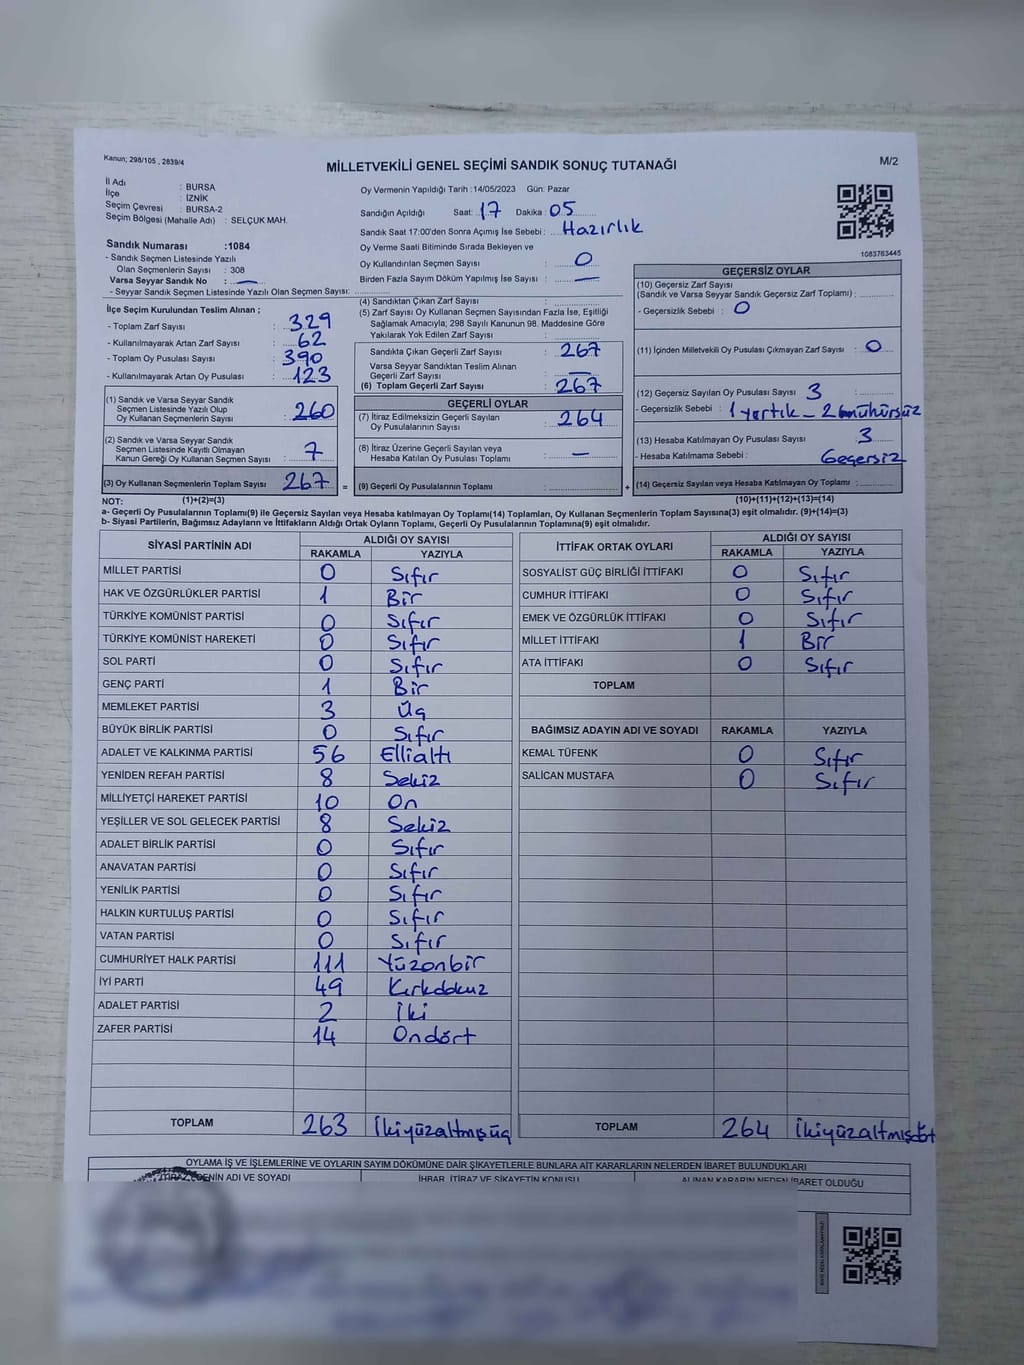 Kanun; 298/105 , 2839/4
MİLLETVEKİLİ GENEL SEÇİMİ SANDIK SONUÇ TUTANAĞI
M/2
İl Adı : BURSA
İlçe : İZNİK
Seçim Çevresi : BURSA-2
Seçim Bölgesi (Mahalle Adı) : SELÇUK MAH.
Oy Vermenin Yapıldığı Tarih :14/05/2023 Gün: Pazar
Sandığın Açıldığı Saat: 17 Dakika : 05
Sandık Saat 17:00'den Sonra Açımış İse Sebebi : Hazırlık
Oy Verme Saati Bitiminde Sırada Bekleyen ve
Oy Kullandırılan Seçmen Sayısı : 0
Birden Fazla Sayım Döküm Yapılmış İse Sayısı : —
1083763445
Sandık Numarası :1084
- Sandık Seçmen Listesinde Yazılı
Olan Seçmenlerin Sayısı : 308
Varsa Seyyar Sandık No : —
- Seyyar Sandık Seçmen Listesinde Yazılı Olan Seçmen Sayısı:
İlçe Seçim Kurulundan Teslim Alınan ;
- Toplam Zarf Sayısı : 329
- Kullanılmayarak Artan Zarf Sayısı : 62
- Toplam Oy Pusulası Sayısı : 390
- Kullanılmayarak Artan Oy Pusulası : 123
(1) Sandık ve Varsa Seyyar Sandık
Seçmen Listesinde Yazılı Olup
Oy Kullanan Seçmenlerin Sayısı : 260
(2) Sandık ve Varsa Seyyar Sandık
Seçmen Listesinde Kayıtlı Olmayan
Kanun Gereği Oy Kullanan Seçmen Sayısı : 7
(3) Oy Kullanan Seçmenlerin Toplam Sayısı : 267 =
(4) Sandıktan Çıkan Zarf Sayısı :
(5) Zarf Sayısı Oy Kullanan Seçmen Sayısından Fazla İse, Eşitliği
Sağlamak Amacıyla; 298 Sayılı Kanunun 98. Maddesine Göre
Yakılarak Yok Edilen Zarf Sayısı :
Sandıkta Çıkan Geçerli Zarf Sayısı : 267
Varsa Seyyar Sandıktan Teslim Alınan
Geçerli Zarf Sayısı : —
(6) Toplam Geçerli Zarf Sayısı : 267
GEÇERLİ OYLAR
(7) İtiraz Edilmeksizin Geçerli Sayılan
Oy Pusulalarının Sayısı : 264
(8) İtiraz Üzerine Geçerli Sayılan veya
Hesaba Katılan Oy Pusulası Toplamı : —
(9) Geçerli Oy Pusulalarının Toplamı : +
GEÇERSİZ OYLAR
(10) Geçersiz Zarf Sayısı
(Sandık ve Varsa Seyyar Sandık Geçersiz Zarf Toplamı) :
- Geçersizlik Sebebi : 0
(11) İçinden Milletvekili Oy Pusulası Çıkmayan Zarf Sayısı : 0
(12) Geçersiz Sayılan Oy Pusulası Sayısı 3
- Geçersizlik Sebebi : 1 yırtık - 2 mühürsüz
(13) Hesaba Katılmayan Oy Pusulası Sayısı 3
- Hesaba Katılmama Sebebi : Geçersiz
(14) Geçersiz Sayılan veya Hesaba Katılmayan Oy Toplamı :
NOT: (1)+(2)=(3) (10)+(11)+(12)+(13)=(14)
a- Geçerli Oy Pusulalarının Toplamı(9) ile Geçersiz Sayılan veya Hesaba katılmayan Oy Toplamı(14) Toplamları, Oy Kullanan Seçmenlerin Toplam Sayısına(3) eşit olmalıdır. (9)+(14)=(3)
b- Siyasi Partilerin, Bağımsız Adayların ve İttifakların Aldığı Ortak Oyların Toplamı, Geçerli Oy Pusulalarının Toplamına(9) eşit olmalıdır.
SİYASİ PARTİNİN ADI ALDIĞI OY SAYISI
RAKAMLA YAZIYLA
MİLLET PARTİSİ 0 Sıfır
HAK VE ÖZGÜRLÜKLER PARTİSİ 1 Bir
TÜRKİYE KOMÜNİST PARTİSİ 0 Sıfır
TÜRKİYE KOMÜNİST HAREKETİ 0 Sıfır
SOL PARTİ 0 Sıfır
GENÇ PARTİ 1 Bir
MEMLEKET PARTİSİ 3 Üç
BÜYÜK BİRLİK PARTİSİ 0 Sıfır
ADALET VE KALKINMA PARTİSİ 56 Ellialtı
YENİDEN REFAH PARTİSİ 8 Sekiz
MİLLİYETÇİ HAREKET PARTİSİ 10 On
YEŞİLLER VE SOL GELECEK PARTİSİ 8 Sekiz
ADALET BİRLİK PARTİSİ 0 Sıfır
ANAVATAN PARTİSİ 0 Sıfır
YENİLİK PARTİSİ 0 Sıfır
HALKIN KURTULUŞ PARTİSİ 0 Sıfır
VATAN PARTİSİ 0 Sıfır
CUMHURİYET HALK PARTİSİ 111 Yüzonbir
İYİ PARTİ 49 Kırkdokuz
ADALET PARTİSİ 2 İki
ZAFER PARTİSİ 14 Ondört
TOPLAM 263 İkiyüzaltmışüç
İTTİFAK ORTAK OYLARI ALDIĞI OY SAYISI
RAKAMLA YAZIYLA
SOSYALİST GÜÇ BİRLİĞİ İTTİFAKI 0 Sıfır
CUMHUR İTTİFAKI 0 Sıfır
EMEK VE ÖZGÜRLÜK İTTİFAKI 0 Sıfır
MİLLET İTTİFAKI 1 Bir
ATA İTTİFAKI 0 Sıfır
TOPLAM
BAĞIMSIZ ADAYIN ADI VE SOYADI RAKAMLA YAZIYLA
KEMAL TÜFENK 0 Sıfır
SALİCAN MUSTAFA 0 Sıfır
TOPLAM 264 İkiyüzaltmışdört
OYLAMA İŞ VE İŞLEMLERİNE VE OYLARIN SAYIM DÖKÜMÜNE DAİR ŞİKAYETLERLE BUNLARA AİT KARARLARIN NELERDEN İBARET BULUNDUKLARI
İTİRAZ EDENİN ADI VE SOYADI İHBAR, İTİRAZ VE ŞİKAYETİN KONUSU ALINAN KARARIN NEDEN İBARET OLDUĞU